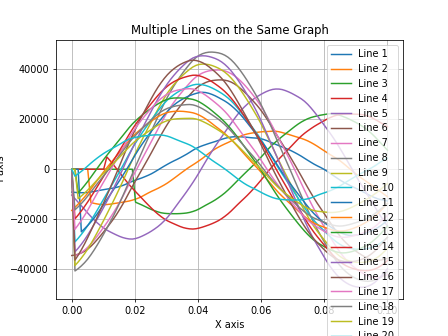 Multiple Lines on the Same Graph
40000
20000
0
−20000
−40000
0.00
0.02
0.04
0.06
X axis
Line 1
Line 2
Line 3
Line 4
Line 5
Line 6
Line 7
Line 8
Line 9
Line 10
Line 11
Line 12
Line 13
Line 14
Line 15
Line 16
Line 17
Line 18
Line 19
Line 20